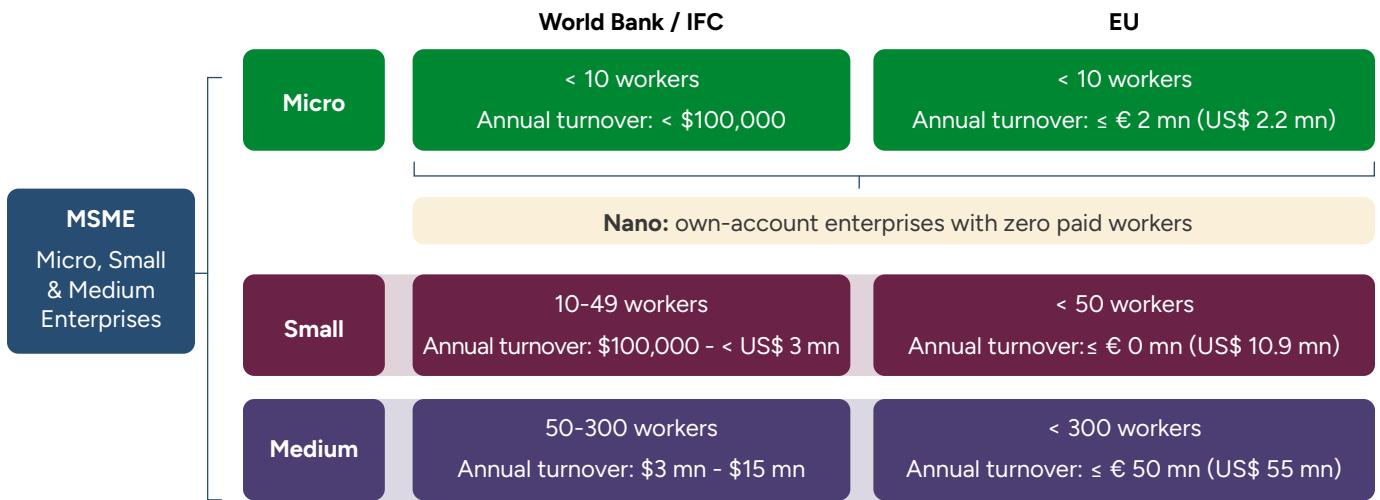 World Bank / IFC
EU
Micro
< 10 workers
Annual turnover: < $100,000
< 10 workers
Annual turnover: ≤ € 2 mn (US$ 2.2 mn)
Nano: own-account enterprises with zero paid workers
MSME
Micro, Small
& Medium
Enterprises
Small
10-49 workers
Annual turnover: $100,000 - < US$ 3 mn
< 50 workers
Annual turnover:≤ € 0 mn (US$ 10.9 mn)
Medium
50-300 workers
Annual turnover: $3 mn - $15 mn
< 300 workers
Annual turnover: ≤ € 50 mn (US$ 55 mn)